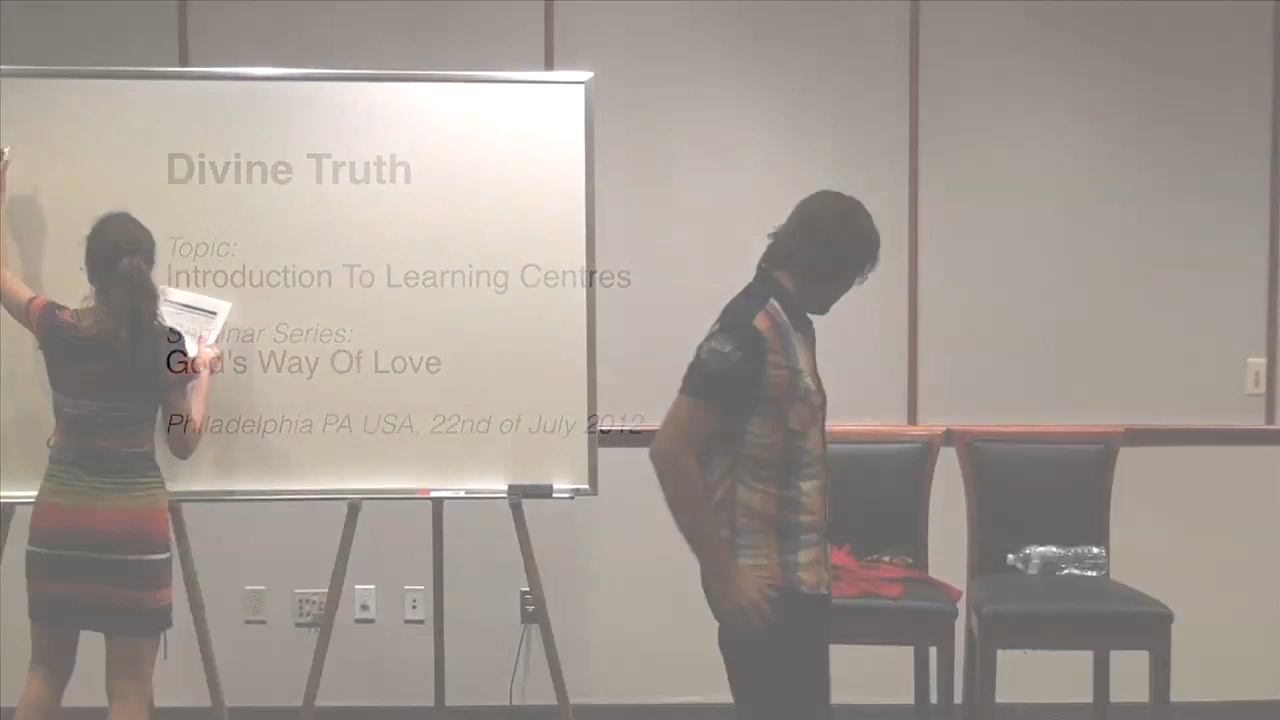 Divine Truth
Topic:
Introduction To Learning Centres
Seminar Series:
God's Way Of Love
Philadelphia PA USA, 22nd of July 2012